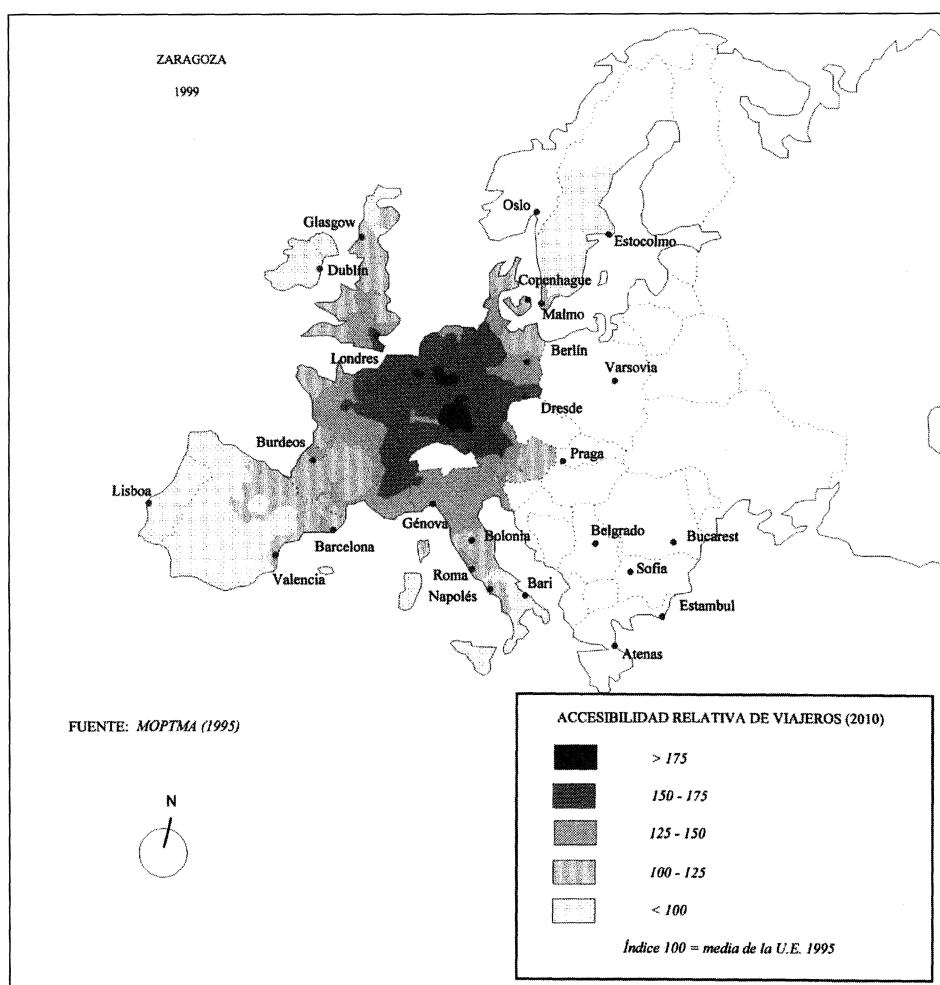 ZARAGOZA
1999
Oslo
Glasgow
Estocolmo
Dublín
Copenhague
Malmo
Berlín
Londres
Varsovia
Dresde
Burdeos
Praga
Lisboa
Génova
Bolonia
Belgrado
Bucarest
Barcelona
Sofía
Valencia
Roma
Bari
Napolés
Estambul
Atenas
FUENTE: MOPTMA (1995)
N
ACCESIBILIDAD RELATIVA DE VIAJEROS (2010)
> 175
150 - 175
125 - 150
100 - 125
< 100
Índice 100 = media de la U.E. 1995